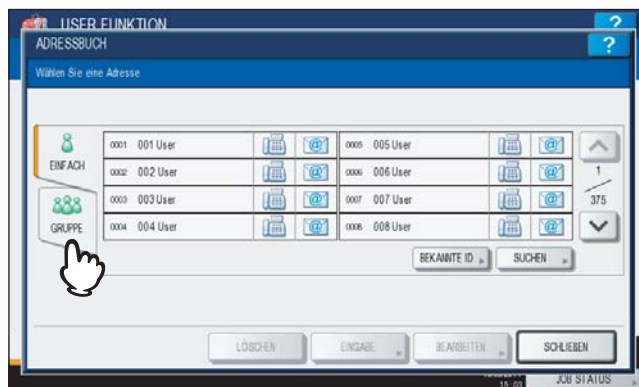 USER FUNKTION
?
ADRESSBUCH
?
Wählen Sie eine Adresse
EINFACH
GRUPPE
0001 001 User @ 0005 005 User @
0002 002 User @ 0006 006 User @
0003 003 User @ 0007 007 User @
0004 004 User @ 0008 008 User @
1
375
BEKANNTE ID
SUCHEN
LÖSCHEN
EINGABE
BEARBEITEN
SCHLIEßEN
JOB STATUS